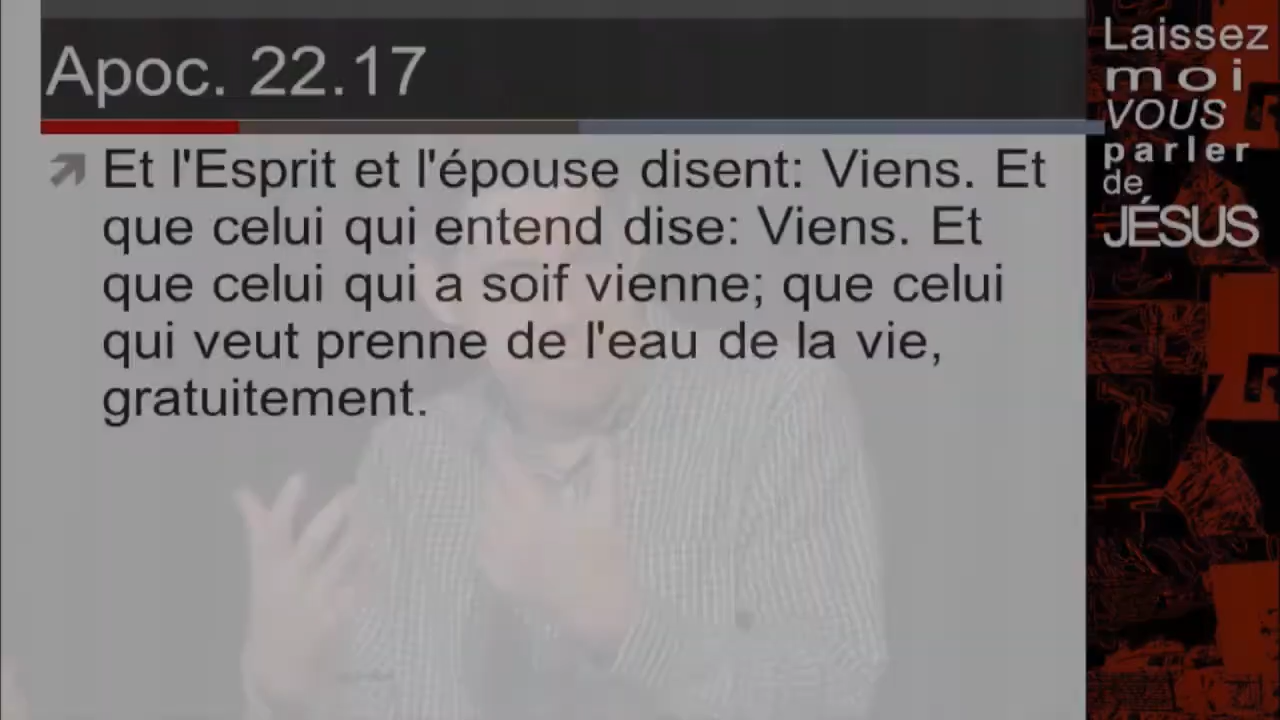 Apoc. 22.17
Et l'Esprit et l'épouse disent: Viens. Et
que celui qui entend dise: Viens. Et
que celui qui a soif vienne; que celui
qui veut prenne de l'eau de la vie,
gratuitement.
Laissez
moi
VOUS
parler
de
JÉSUS